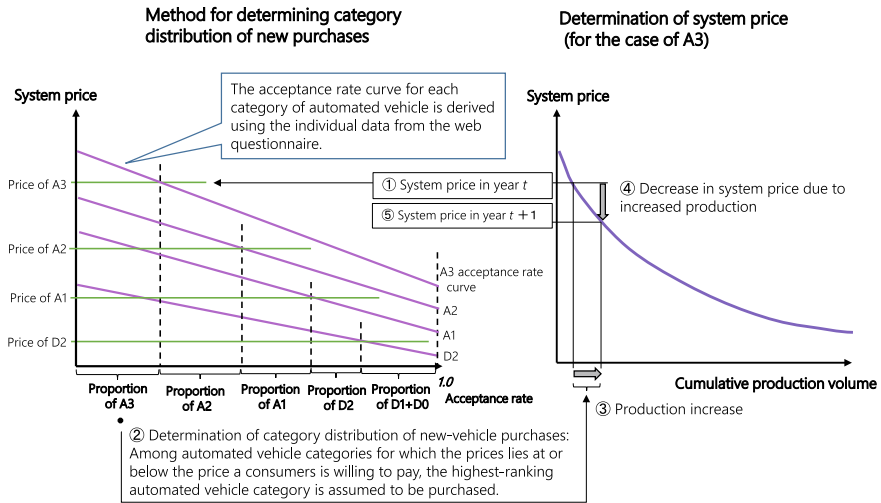 Method for determining category
distribution of new purchases
Determination of system price
(for the case of A3)
System price
The acceptance rate curve for each
category of automated vehicle is derived
using the individual data from the web
questionnaire.
Price of A3
Price of A2
Price of A1
Price of D2
① System price in year t
⑤ System price in year t +1
A3 acceptance rate
curve
A2
A1
D2
1.0
Acceptance rate
Proportion
of A3
Proportion
of A2
Proportion
of A1
Proportion
of D2
Proportion
of D1+D0
System price
④ Decrease in system price due to
increased production
Cumulative production volume
③ Production increase
② Determination of category distribution of new-vehicle purchases:
Among automated vehicle categories for which the prices lies at or
below the price a consumers is willing to pay, the highest-ranking
automated vehicle category is assumed to be purchased.